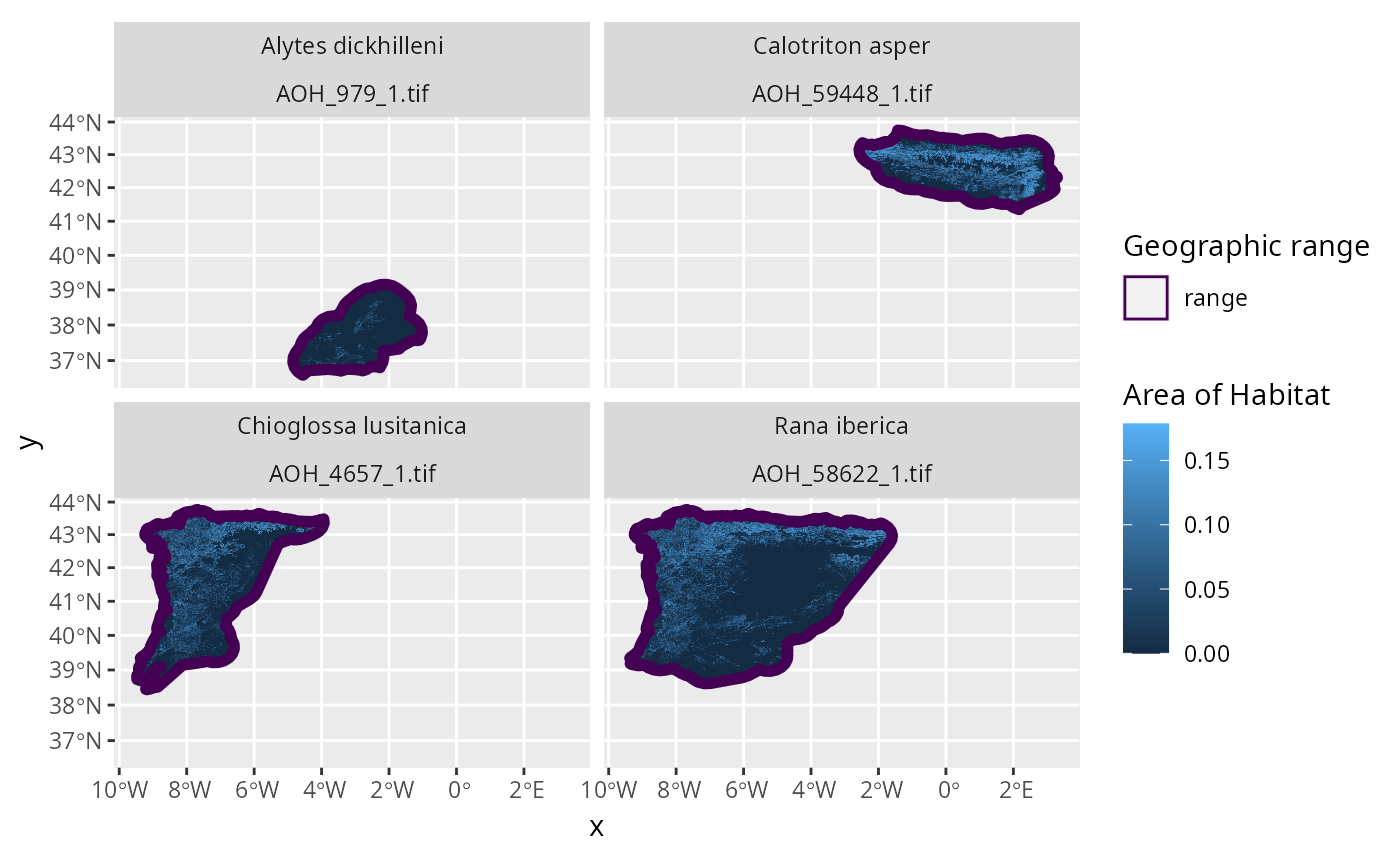 Alytes dickhilleni
AOH_979_1.tif
Calotriton asper
AOH_59448_1.tif
44°N
43°N
42°N
41°N
40°N
39°N
38°N
37°N
Chioglossa lusitanica
AOH_4657_1.tif
Rana iberica
AOH_58622_1.tif
44°N
43°N
42°N
41°N
40°N
39°N
38°N
37°N
10°W 8°W 6°W 4°W 2°W 0° 2°E
10°W 8°W 6°W 4°W 2°W 0° 2°E
x
y
Geographic range
range
Area of Habitat
0.15
0.10
0.05
0.00